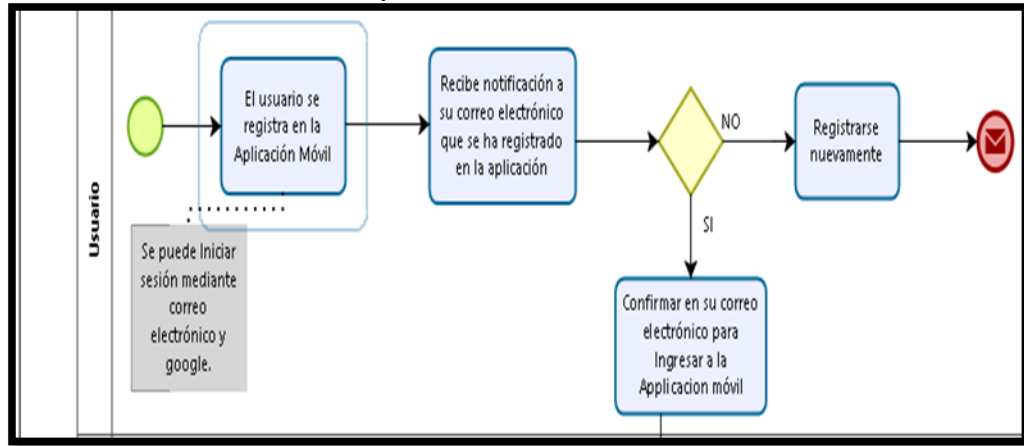 Usuario
El usuario se
registra en la
Aplicación Móvil
Se puede Iniciar
sesión mediante
correo
electrónico y
google.
Recibe notificación a
su correo electrónico
que se ha registrado
en la aplicación
NO
SI
Registrarse
nuevamente
Confirmar en su correo
electrónico para
Ingresar a la
Applicacion móvil